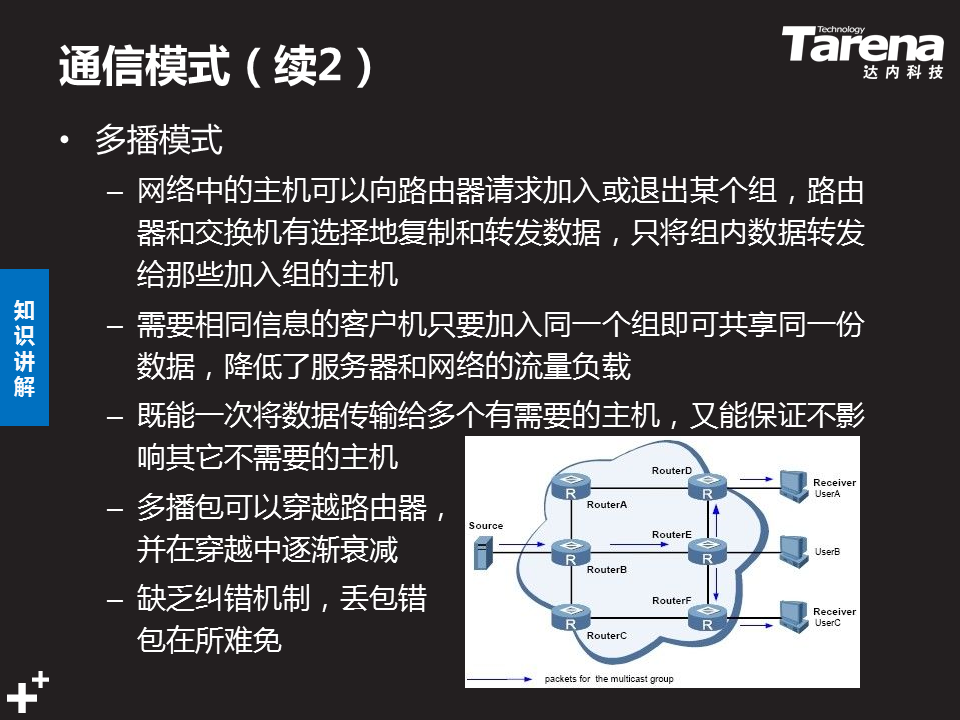 通信模式（续2）
Technology
Tarena
达内科技
• 多播模式
– 网络中的主机可以向路由器请求加入或退出某个组，路由
器和交换机有选择地复制和转发数据，只将组内数据转发
给那些加入组的主机
– 需要相同信息的客户机只要加入同一个组即可共享同一份
数据，降低了服务器和网络的流量负载
– 既能一次将数据传输给多个有需要的主机，又能保证不影
响其它不需要的主机
– 多播包可以穿越路由器，
并在穿越中逐渐衰减
– 缺乏纠错机制，丢包错
包在所难免
知
识
讲
解
RouterD
R
R
Receiver
UserA
RouterA
Source
RouterE
R
R
UserB
RouterB
RouterF
R
R
Receiver
UserC
RouterC
packets for the multicast group